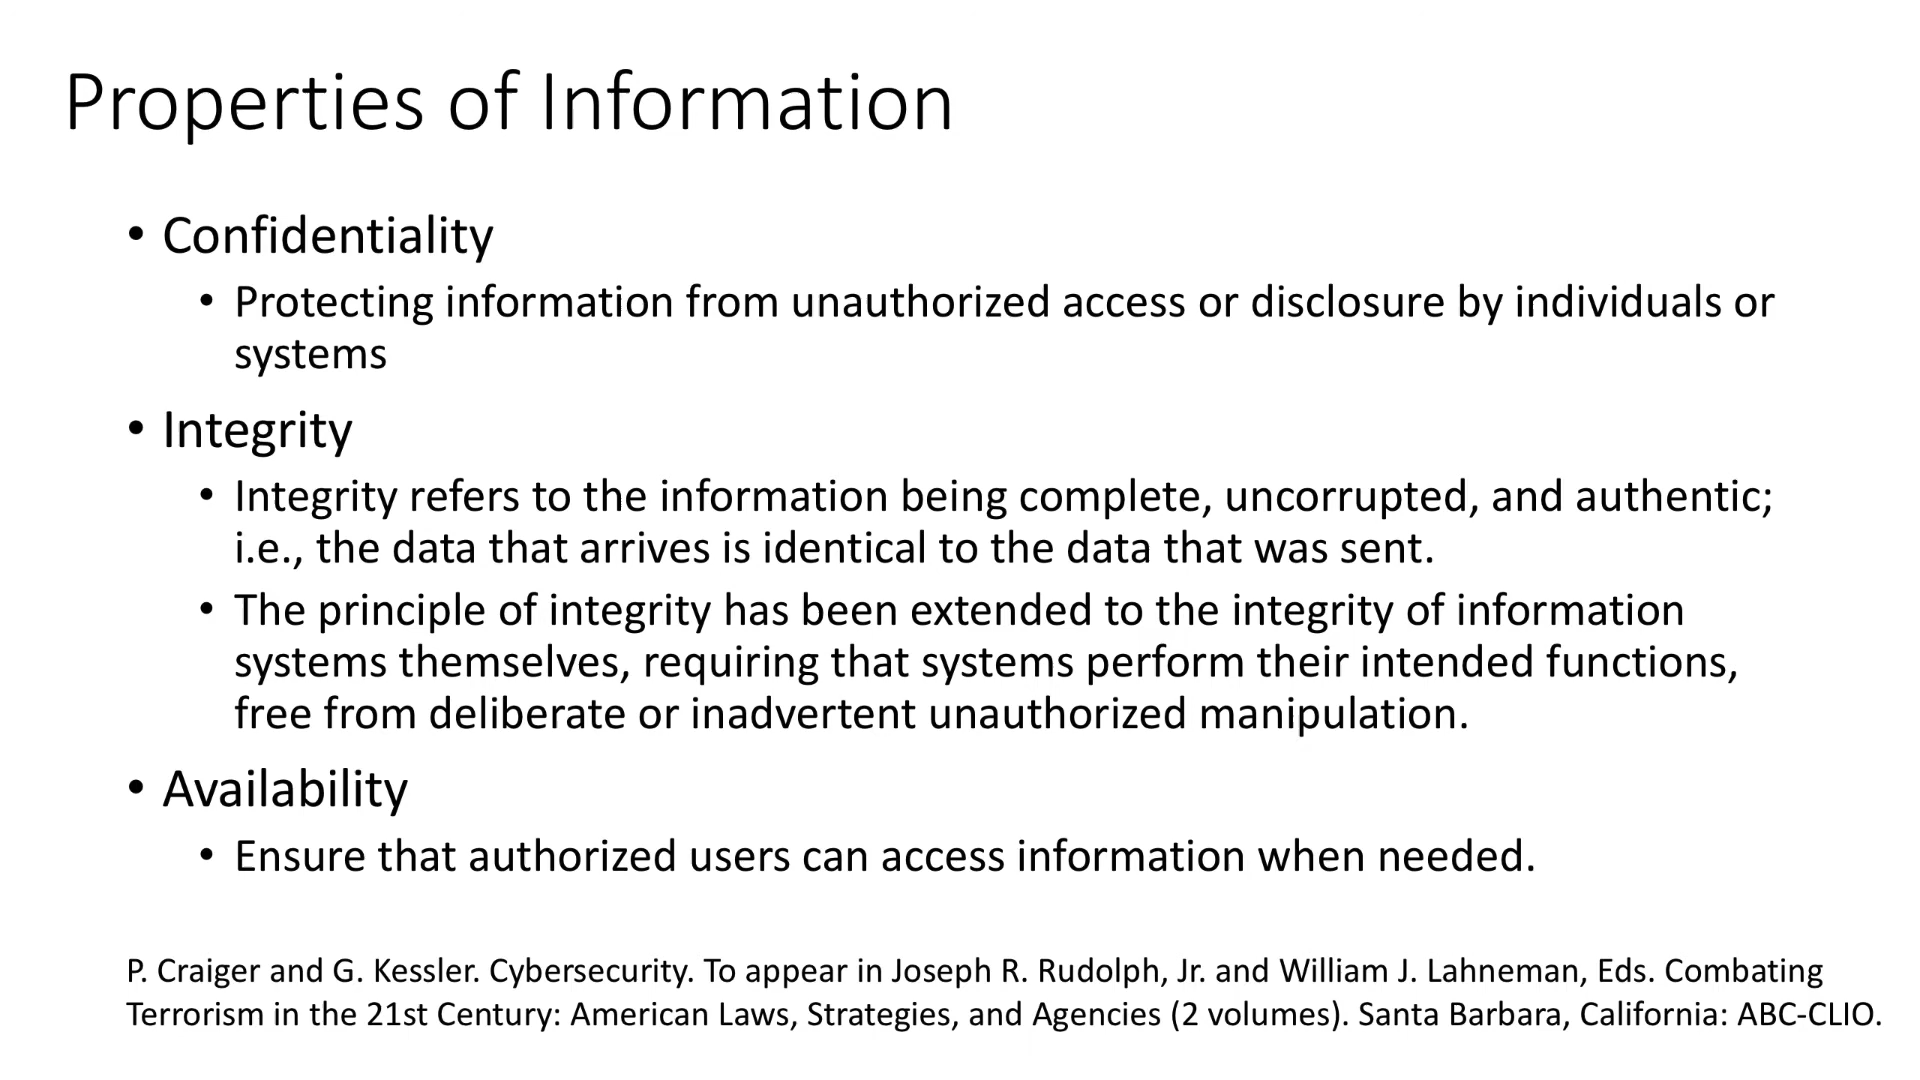 Properties of Information
• Confidentiality
• Protecting information from unauthorized access or disclosure by individuals or
systems
• Integrity
• Integrity refers to the information being complete, uncorrupted, and authentic;
i.e., the data that arrives is identical to the data that was sent.
• The principle of integrity has been extended to the integrity of information
systems themselves, requiring that systems perform their intended functions,
free from deliberate or inadvertent unauthorized manipulation.
• Availability
• Ensure that authorized users can access information when needed.
P. Craiger and G. Kessler. Cybersecurity. To appear in Joseph R. Rudolph, Jr. and William J. Lahneman, Eds. Combating
Terrorism in the 21st Century: American Laws, Strategies, and Agencies (2 volumes). Santa Barbara, California: ABC-CLIO.